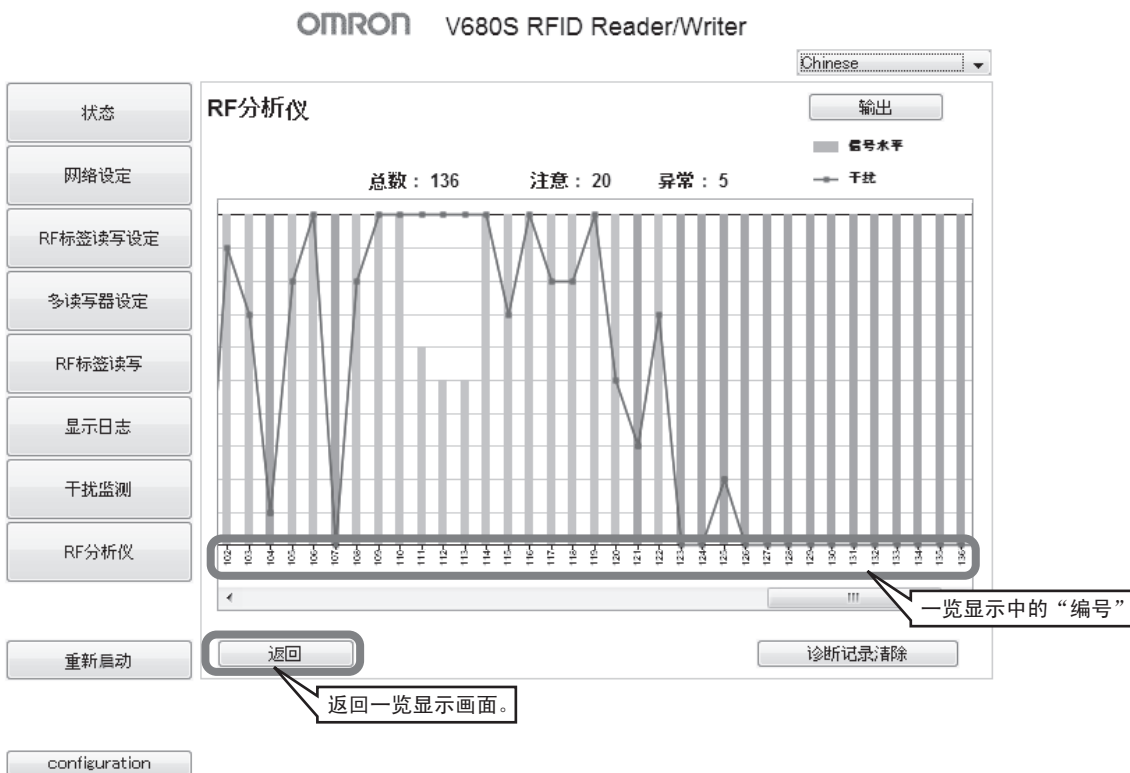 OMRON V680S RFID Reader/Writer
Chinese
状态
网络设定
RF标签读写设定
多读写器设定
RF标签读写
显示日志
干扰监测
RF分析仪
重新启动
configuration
RF分析仪
输出
信号水平
干扰
总数：136 注意：20 异常：5
102 103 104 105 106 107 108 109 110 111 112 113 114 115 116 117 118 119 120 121 122 123 124 125 126 127 128 129 130 131 132 133 134 135 136
一览显示中的“编号”
返回
诊断记录清除
返回一览显示画面。